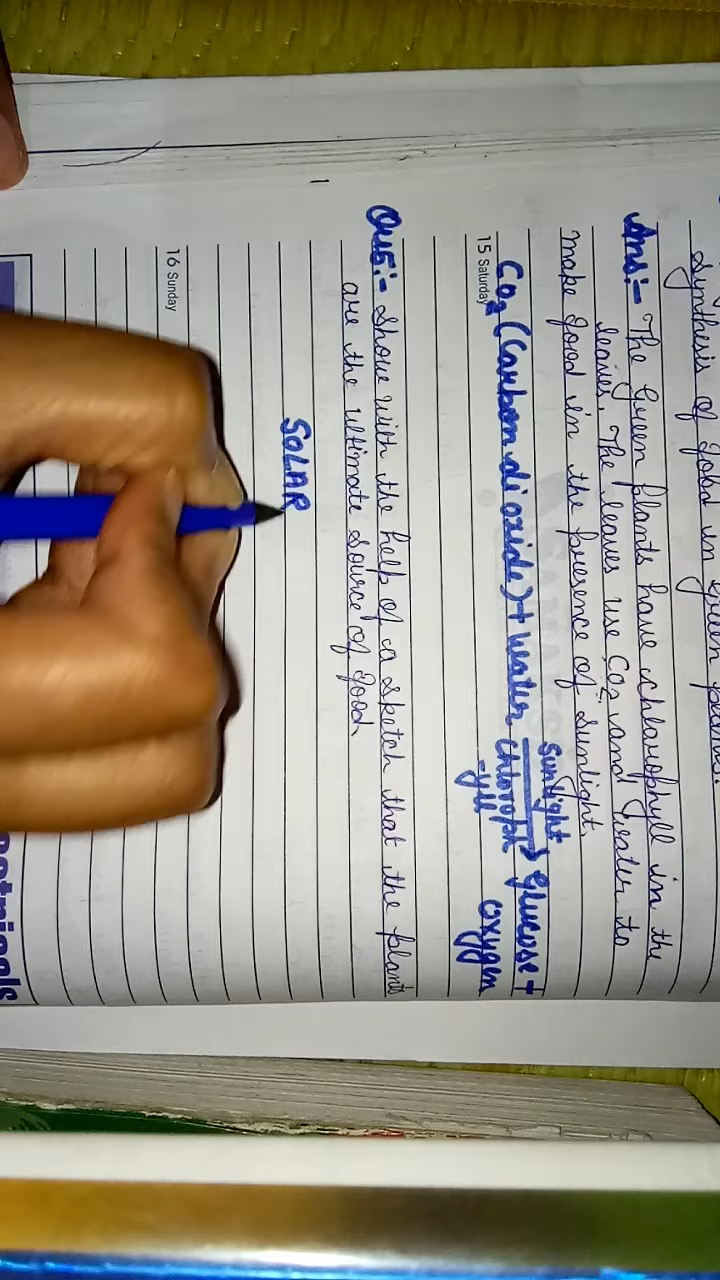 synthesis of food in green plants.
Ans:- The Green plants have chlorophyll in the
leaves. The leaves use CO2 and water to
make food in the presence of sunlight.
CO2 (Carbon di oxide) + water sunlight glucose +
15 Saturday chloroph oxygen
-yll
Qu5:- Show with the help of a sketch that the plants
are the ultimate source of food.
SOLAR
16 Sunday